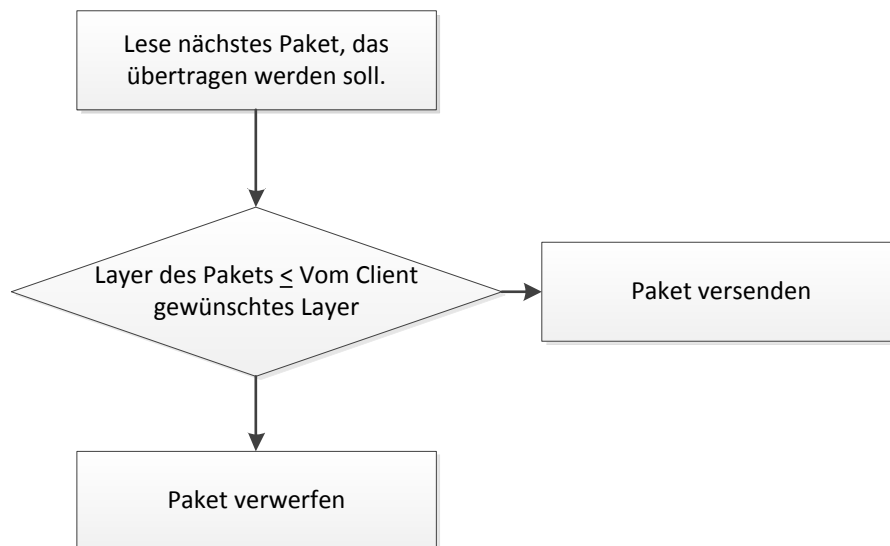 Lese nächstes Paket, das
übertragen werden soll.
Layer des Pakets ≤ Vom Client
gewünschtes Layer
Paket versenden
Paket verwerfen